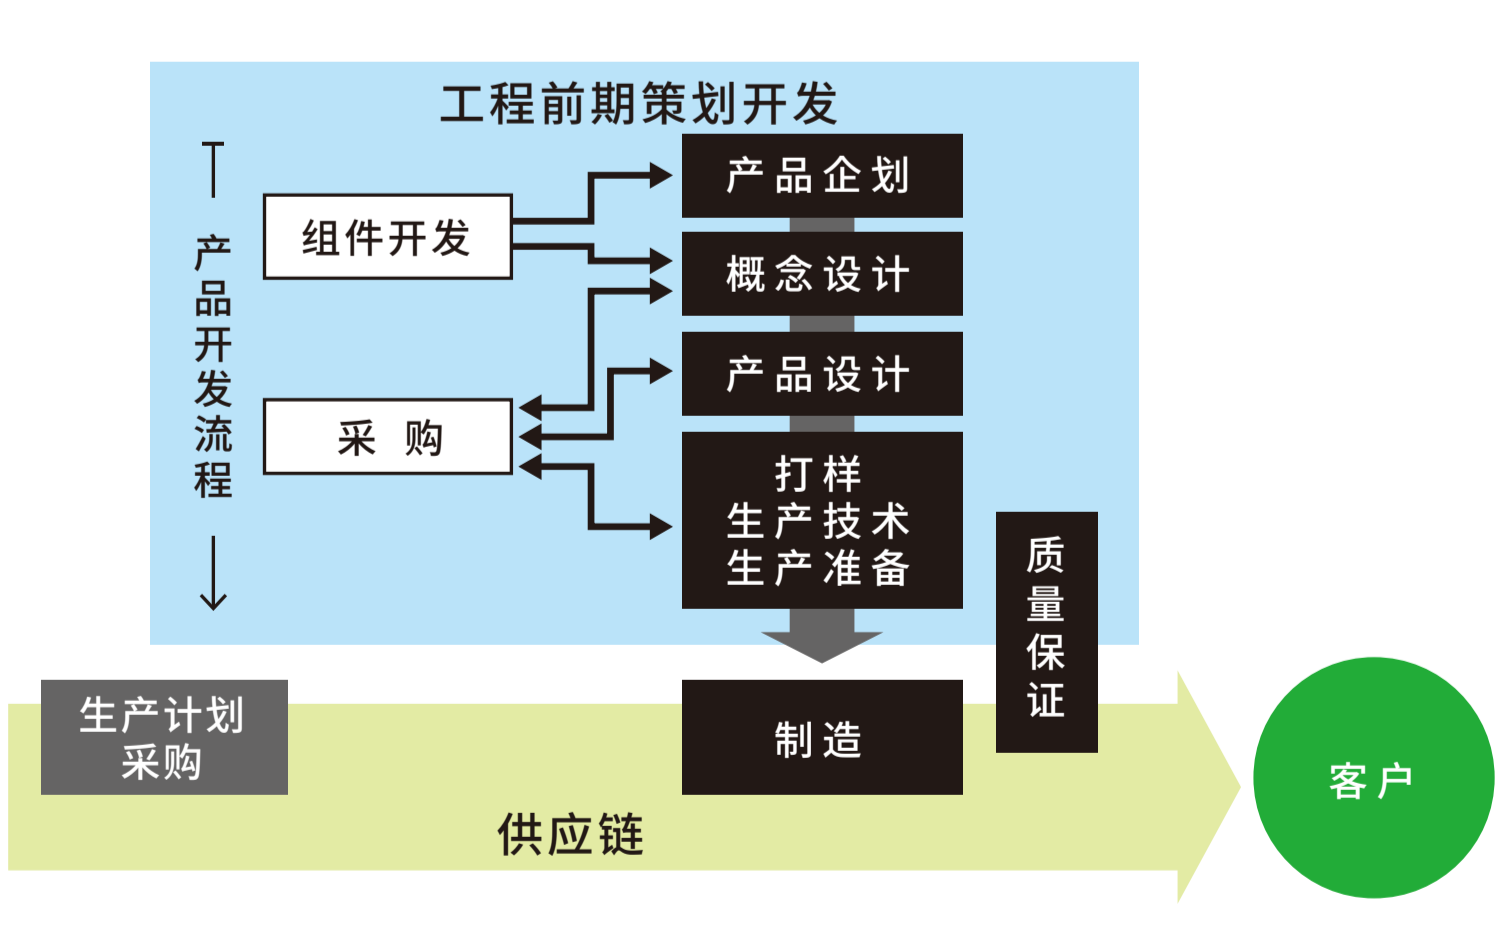 工程前期策划开发
产品开发流程
组件开发
采购
产品企划
概念设计
产品设计
打样
生产技术
生产准备
质量保证
生产计划
采购
制造
供应链
客户